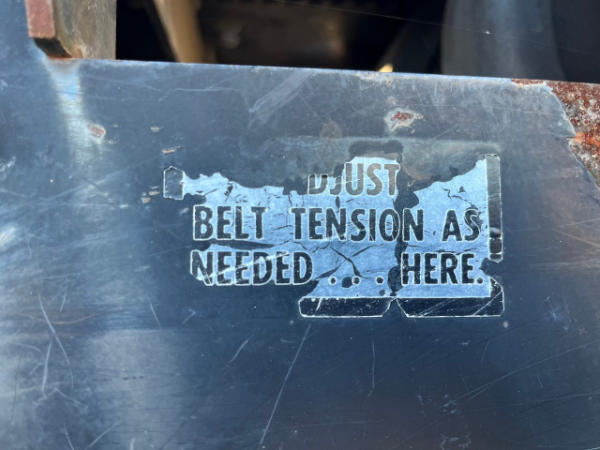 DJUST
BELT TENSION AS
NEEDED . . . HERE.